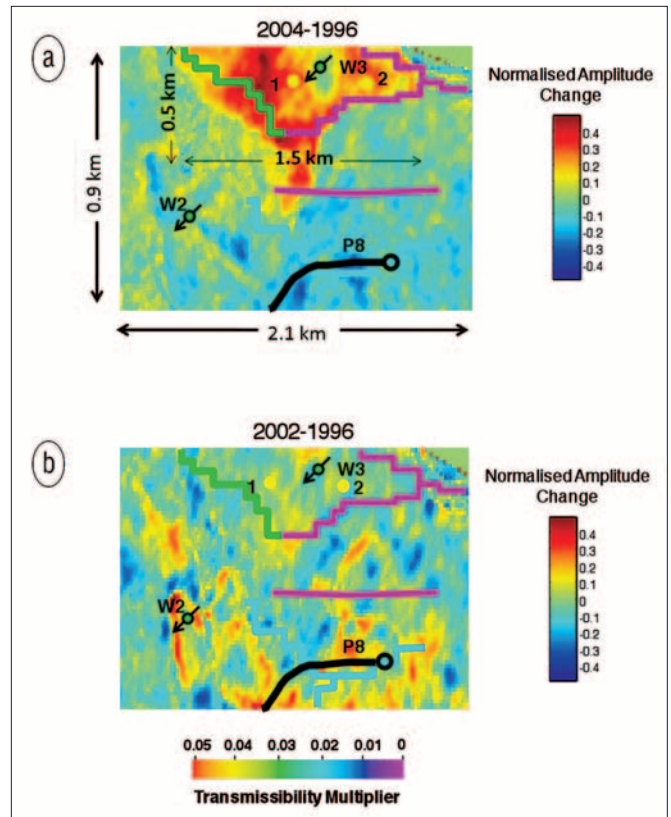 2004-1996
a
W3
1
2
0.5 km
0.9 km
1.5 km
W2
P8
2.1 km
Normalised Amplitude
Change
0.4
0.3
0.2
0.1
0
-0.1
-0.2
-0.3
-0.4
2002-1996
b
W3
1
2
W2
P8
Normalised Amplitude
Change
0.4
0.3
0.2
0.1
0
-0.1
-0.2
-0.3
-0.4
0.05 0.04 0.03 0.02 0.01 0
Transmissibility Multiplier